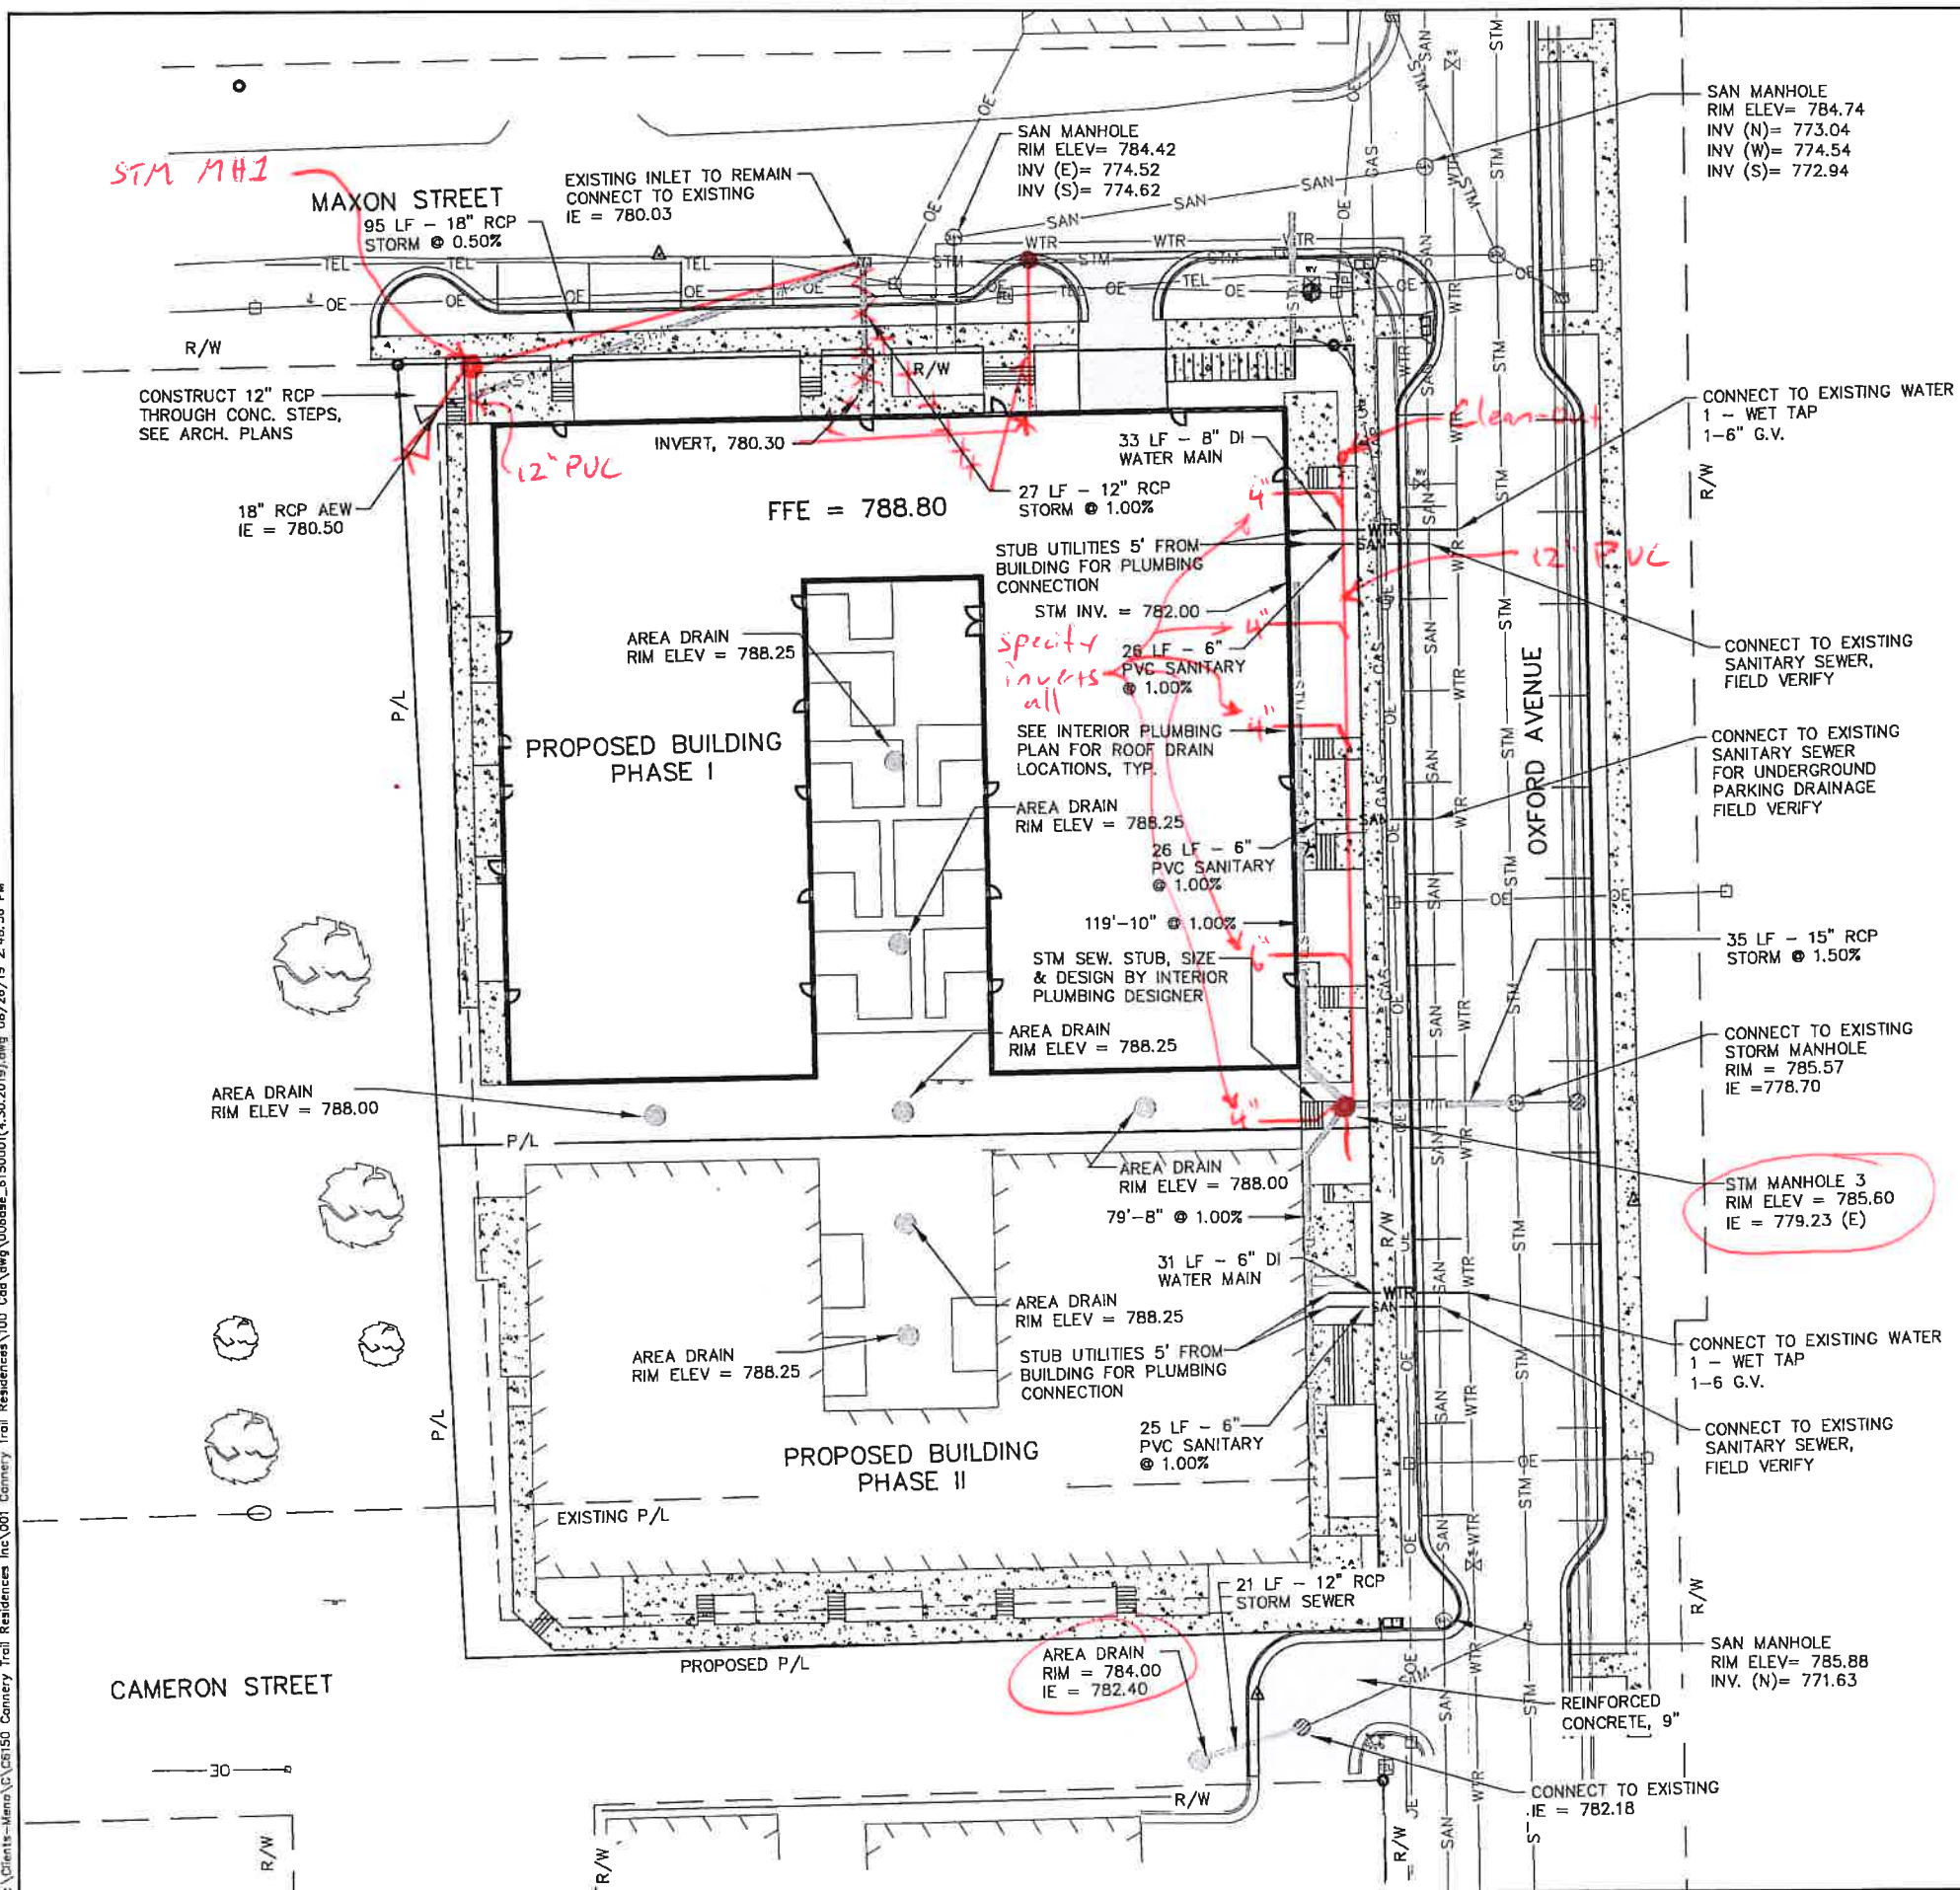 SAN MANHOLE
RIM ELEV= 784.74
INV (N)= 773.04
INV (W)= 774.54
INV (S)= 772.94
SAN MANHOLE
RIM ELEV= 784.42
INV (E)= 774.52
INV (S)= 774.62
STM MH1
MAXON STREET
EXISTING INLET TO REMAIN
CONNECT TO EXISTING
IE = 780.03
95 LF - 18" RCP
STORM @ 0.50%
R/W
R/W
CONSTRUCT 12" RCP
THROUGH CONC. STEPS,
SEE ARCH. PLANS
CONNECT TO EXISTING WATER
1 - WET TAP
1-6" G.V.
Clean-out
INVERT, 780.30
12" PVC
33 LF - 8" DI
WATER MAIN
18" RCP AEW
IE = 780.50
FFE = 788.80
27 LF - 12" RCP
STORM @ 1.00%
4"
R/W
STUB UTILITIES 5' FROM
BUILDING FOR PLUMBING
CONNECTION
12" PVC
STM INV. = 782.00
4"
AREA DRAIN
RIM ELEV = 788.25
specify
inverts
all
26 LF - 6"
PVC SANITARY
@ 1.00%
CONNECT TO EXISTING
SANITARY SEWER,
FIELD VERIFY
P/L
OXFORD AVENUE
PROPOSED BUILDING
PHASE I
SEE INTERIOR PLUMBING
PLAN FOR ROOF DRAIN
LOCATIONS, TYP.
4"
CONNECT TO EXISTING
SANITARY SEWER
FOR UNDERGROUND
PARKING DRAINAGE
FIELD VERIFY
AREA DRAIN
RIM ELEV = 788.25
26 LF - 6"
PVC SANITARY
@ 1.00%
119'-10" @ 1.00%
6"
STM SEW. STUB, SIZE
& DESIGN BY INTERIOR
PLUMBING DESIGNER
35 LF - 15" RCP
STORM @ 1.50%
AREA DRAIN
RIM ELEV = 788.25
CONNECT TO EXISTING
STORM MANHOLE
RIM = 785.57
IE =778.70
AREA DRAIN
RIM ELEV = 788.00
4"
P/L
AREA DRAIN
RIM ELEV = 788.00
STM MANHOLE 3
RIM ELEV = 785.60
IE = 779.23 (E)
79'-8" @ 1.00%
R/W
31 LF - 6" DI
WATER MAIN
AREA DRAIN
RIM ELEV = 788.25
AREA DRAIN
RIM ELEV = 788.25
STUB UTILITIES 5' FROM
BUILDING FOR PLUMBING
CONNECTION
CONNECT TO EXISTING WATER
1 - WET TAP
1-6 G.V.
P/L
25 LF - 6"
PVC SANITARY
@ 1.00%
CONNECT TO EXISTING
SANITARY SEWER,
FIELD VERIFY
PROPOSED BUILDING
PHASE II
EXISTING P/L
21 LF - 12" RCP
STORM SEWER
R/W
PROPOSED P/L
AREA DRAIN
RIM = 784.00
IE = 782.40
SAN MANHOLE
RIM ELEV= 785.88
INV. (N)= 771.63
CAMERON STREET
REINFORCED
CONCRETE, 9"
30
CONNECT TO EXISTING
IE = 782.18
R/W
R/W
R/W
R/W